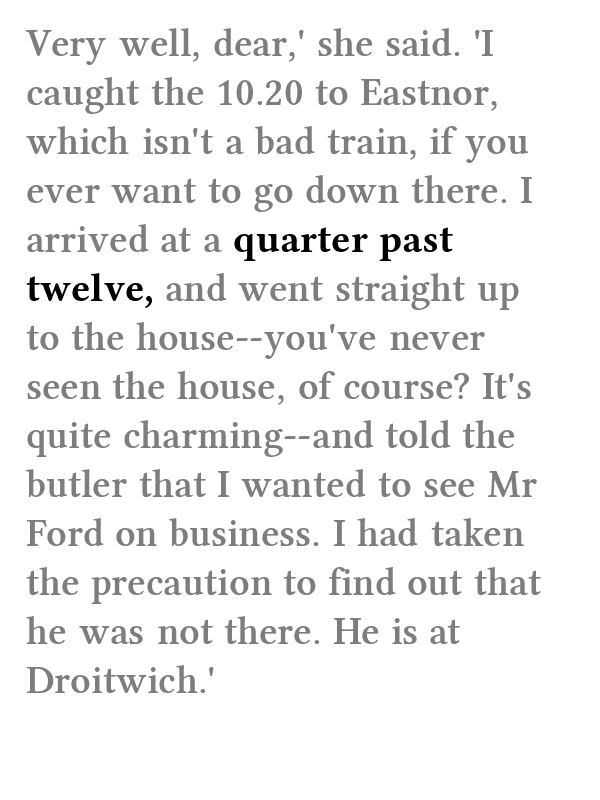 Very well, dear,' she said. 'I
caught the 10.20 to Eastnor,
which isn't a bad train, if you
ever want to go down there. I
arrived at a quarter past
twelve, and went straight up
to the house--you've never
seen the house, of course? It's
quite charming--and told the
butler that I wanted to see Mr
Ford on business. I had taken
the precaution to find out that
he was not there. He is at
Droitwich.'